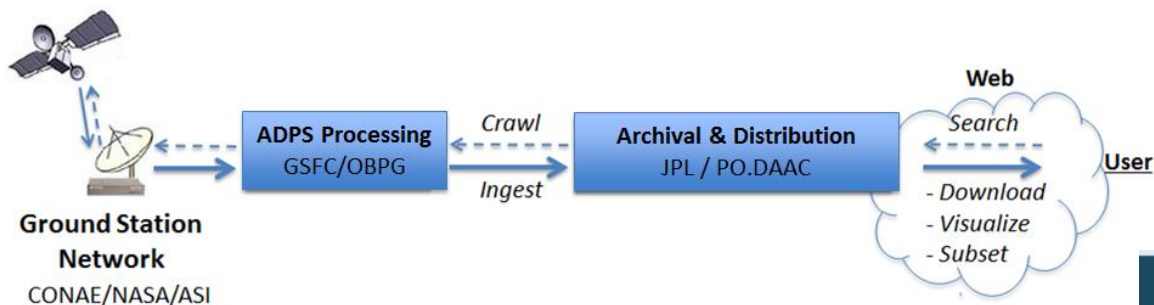 Ground Station
Network
CONAE/NASA/ASI
ADPS Processing
GSFC/OBPG
Crawl
Ingest
Archival & Distribution
JPL / PO.DAAC
Web
Search
- Download
- Visualize
- Subset
User